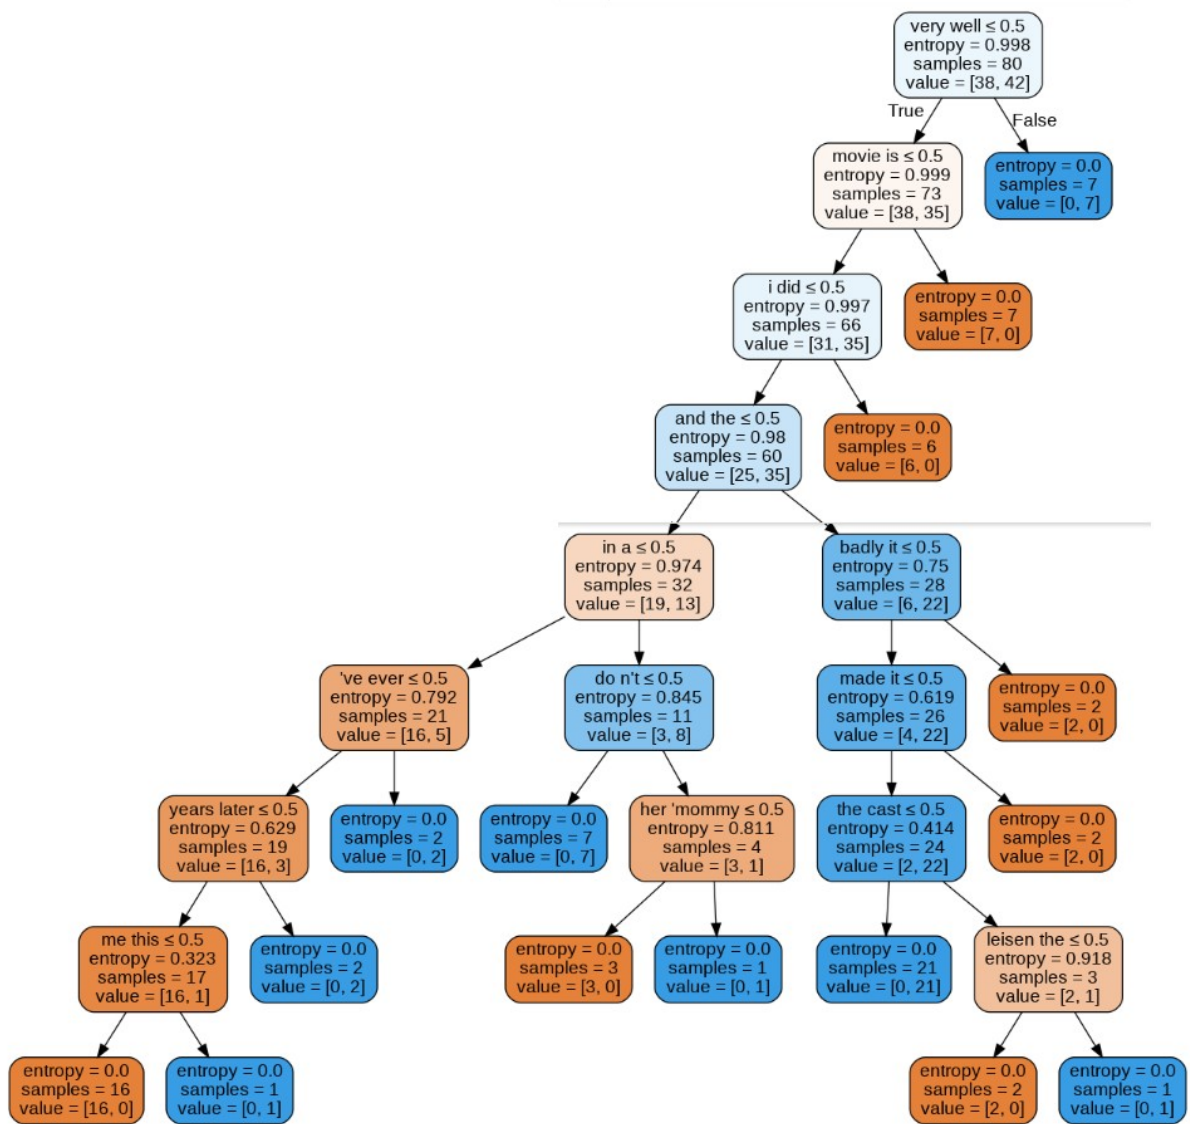 very well ≤ 0.5
entropy = 0.998
samples = 80
value = [38, 42]
True
False
movie is ≤ 0.5
entropy = 0.999
samples = 73
value = [38, 35]
entropy = 0.0
samples = 7
value = [0, 7]
i did ≤ 0.5
entropy = 0.997
samples = 66
value = [31, 35]
entropy = 0.0
samples = 7
value = [7, 0]
and the ≤ 0.5
entropy = 0.98
samples = 60
value = [25, 35]
entropy = 0.0
samples = 6
value = [6, 0]
in a ≤ 0.5
entropy = 0.974
samples = 32
value = [19, 13]
badly it ≤ 0.5
entropy = 0.75
samples = 28
value = [6, 22]
've ever ≤ 0.5
entropy = 0.792
samples = 21
value = [16, 5]
do n't ≤ 0.5
entropy = 0.845
samples = 11
value = [3, 8]
made it ≤ 0.5
entropy = 0.619
samples = 26
value = [4, 22]
entropy = 0.0
samples = 2
value = [2, 0]
years later ≤ 0.5
entropy = 0.629
samples = 19
value = [16, 3]
entropy = 0.0
samples = 2
value = [0, 2]
entropy = 0.0
samples = 7
value = [0, 7]
her 'mommy ≤ 0.5
entropy = 0.811
samples = 4
value = [3, 1]
the cast ≤ 0.5
entropy = 0.414
samples = 24
value = [2, 22]
entropy = 0.0
samples = 2
value = [2, 0]
me this ≤ 0.5
entropy = 0.323
samples = 17
value = [16, 1]
entropy = 0.0
samples = 2
value = [0, 2]
entropy = 0.0
samples = 3
value = [3, 0]
entropy = 0.0
samples = 1
value = [0, 1]
entropy = 0.0
samples = 21
value = [0, 21]
leisen the ≤ 0.5
entropy = 0.918
samples = 3
value = [2, 1]
entropy = 0.0
samples = 16
value = [16, 0]
entropy = 0.0
samples = 1
value = [0, 1]
entropy = 0.0
samples = 2
value = [2, 0]
entropy = 0.0
samples = 1
value = [0, 1]